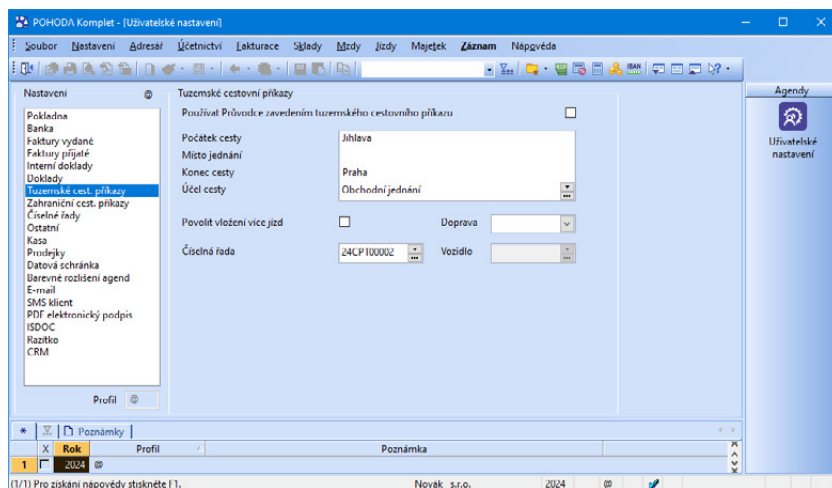 POHODA Komplet - [Uživatelské nastavení]
Soubor Nastavení Adresář Účetnictví Fakturace Sklady Mzdy Jízdy Majetek Záznam Nápověda
IBAN
Nastavení @
Pokladna
Banka
Faktury vydané
Faktury přijaté
Interní doklady
Doklady
Tuzemské cest. příkazy
Zahraniční cest. příkazy
Číselné řady
Ostatní
Kasa
Prodejky
Datová schránka
Barevné rozlišení agend
E-mail
SMS klient
PDF elektronický podpis
ISDOC
Razítko
CRM
Profil @
Tuzemské cestovní příkazy
Používat Průvodce zavedením tuzemského cestovního příkazu
Počátek cesty Jihlava
Místo jednání
Konec cesty Praha
Účel cesty Obchodní jednání
Povolit vložení více jízd Doprava
Číselná řada 24CPT00002 Vozidlo
Agendy
Uživatelské
nastavení
* Poznámky
X Rok Profil Poznámka
1 2024 @
(1/1) Pro získání nápovědy stiskněte F1. Novák s.r.o. 2024 @